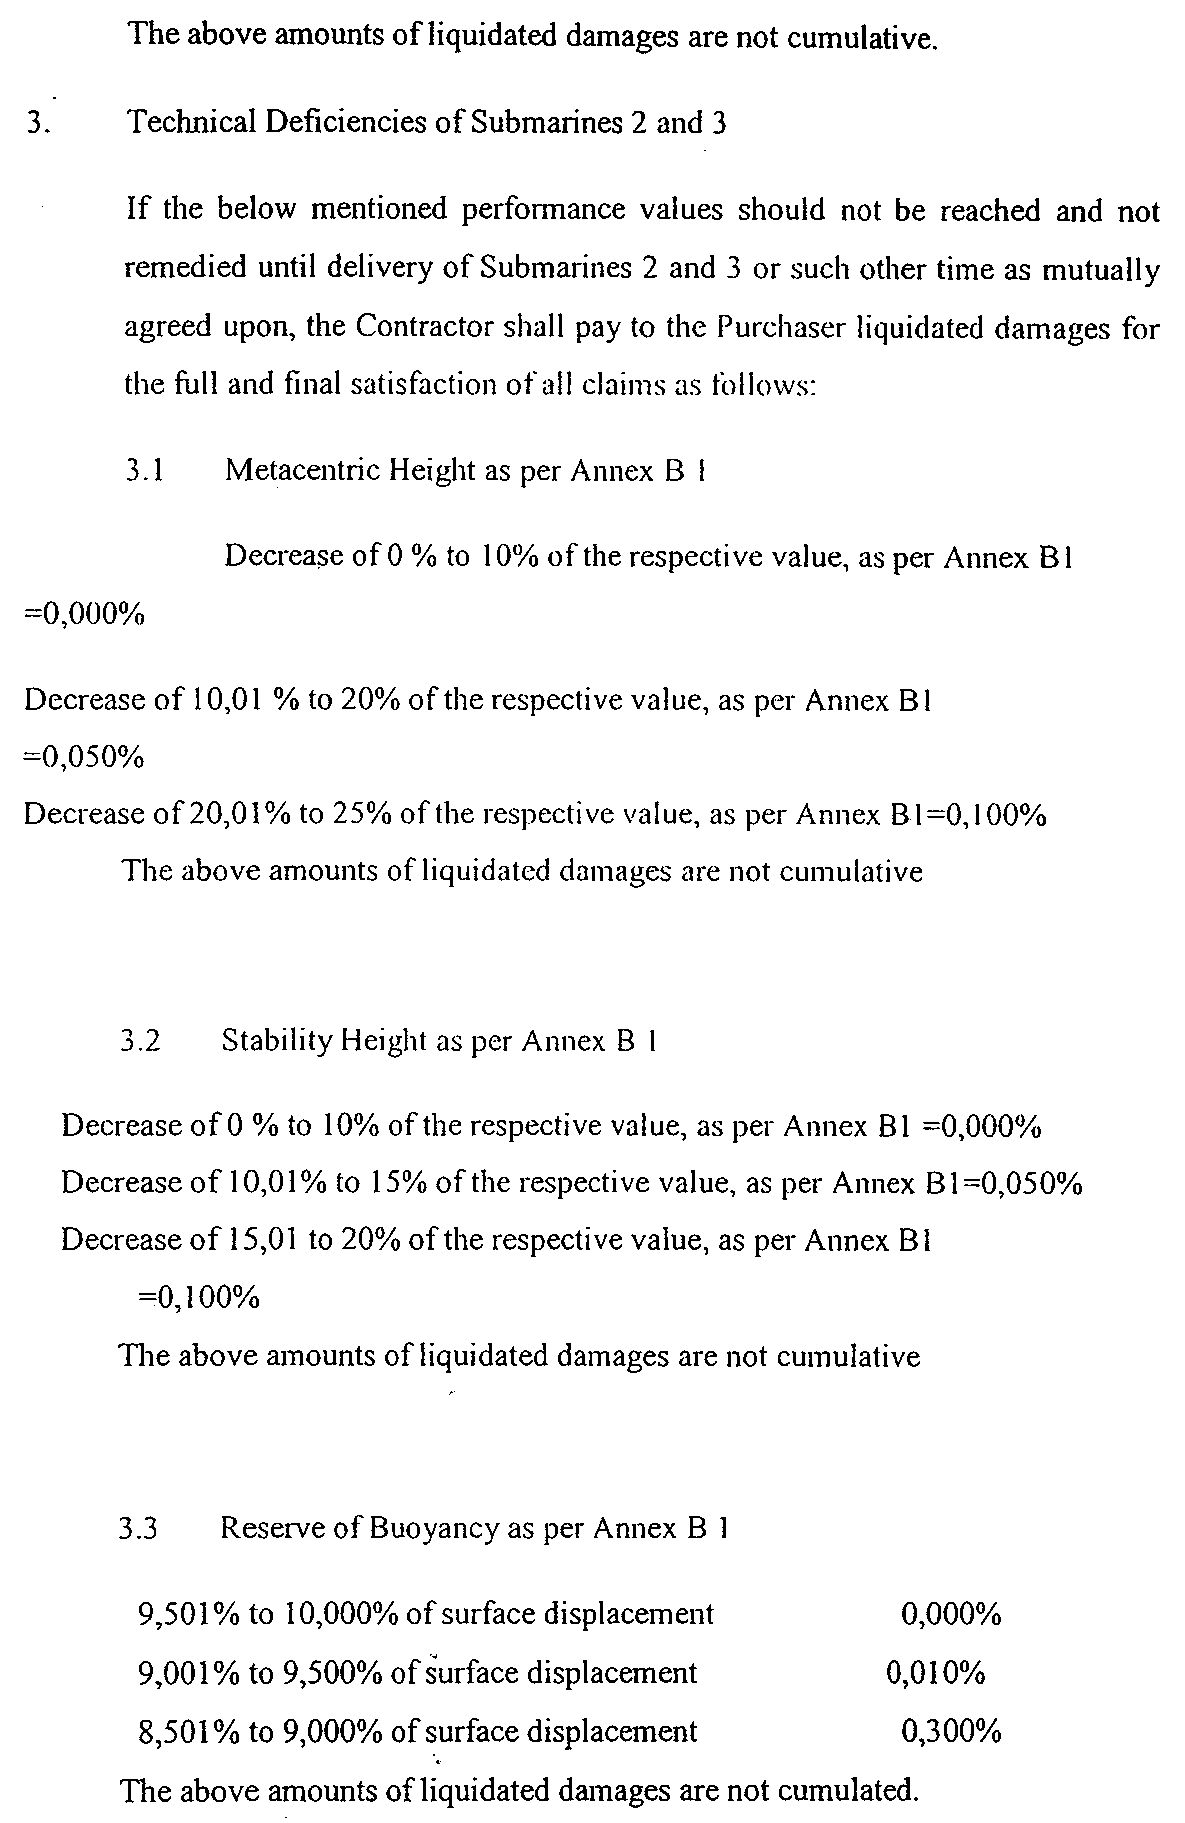 The above amounts of liquidated damages are not cumulative.
3. Technical Deficiencies of Submarines 2 and 3
If the below mentioned performance values should not be reached and not
remedied until delivery of Submarines 2 and 3 or such other time as mutually
agreed upon, the Contractor shall pay to the Purchaser liquidated damages for
the full and final satisfaction of all claims as follows:
3.1 Metacentric Height as per Annex B 1
Decrease of 0 % to 10% of the respective value, as per Annex B1
=0,000%
Decrease of 10,01 % to 20% of the respective value, as per Annex B1
=0,050%
Decrease of 20,01% to 25% of the respective value, as per Annex B1=0,100%
The above amounts of liquidated damages are not cumulative
3.2 Stability Height as per Annex B 1
Decrease of 0 % to 10% of the respective value, as per Annex B1 =0,000%
Decrease of 10,01% to 15% of the respective value, as per Annex B1=0,050%
Decrease of 15,01 to 20% of the respective value, as per Annex B1
=0,100%
The above amounts of liquidated damages are not cumulative
3.3 Reserve of Buoyancy as per Annex B 1
9,501% to 10,000% of surface displacement 0,000%
9,001% to 9,500% of surface displacement 0,010%
8,501% to 9,000% of surface displacement 0,300%
The above amounts of liquidated damages are not cumulated.